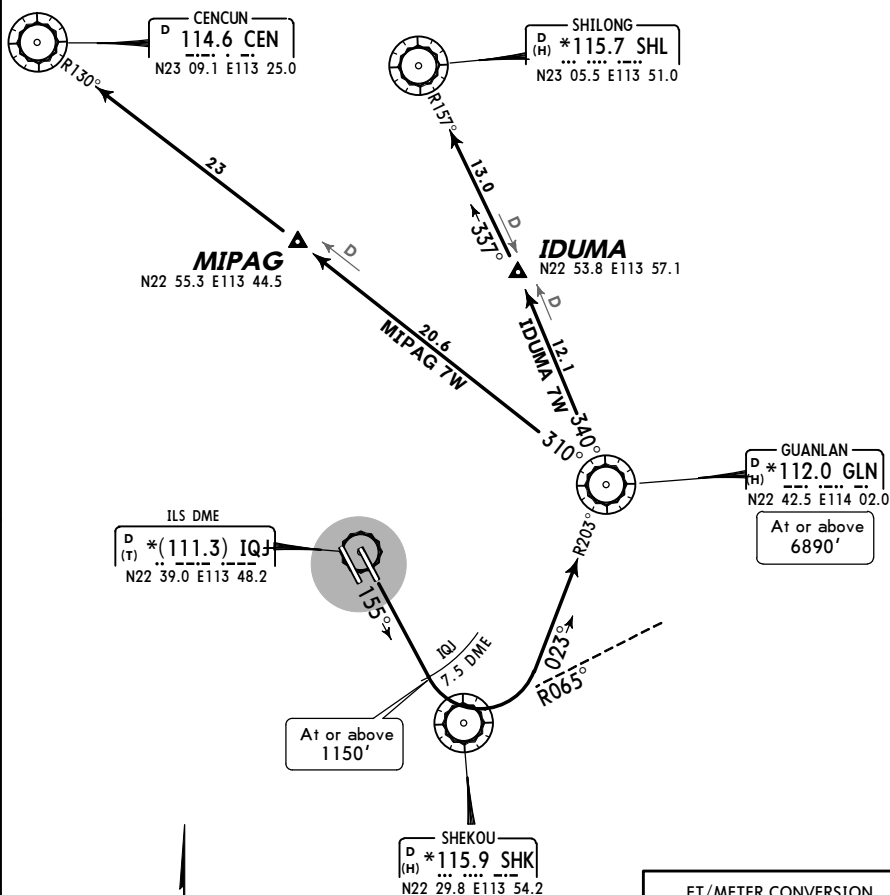 CENCUN
D 114.6 CEN
N23 09.1 E113 25.0
SHILONG
D (H) *115.7 SHL
N23 05.5 E113 51.0
R130°
R157°
23
13.0
337°
D
D
MIPAG
N22 55.3 E113 44.5
IDUMA
N22 53.8 E113 57.1
D
20.6
MIPAG 7W
12.1
IDUMA 7W
310°
340°
GUANLAN
D (H) *112.0 GLN
N22 42.5 E114 02.0
At or above
6890'
ILS DME
D (T) *(111.3) IQJ
N22 39.0 E113 48.2
R203°
155°
IQJ
7.5 DME
023°
R065°
At or above
1150'
SHEKOU
D (H) *115.9 SHK
N22 29.8 E113 54.2
FT/METER CONVERSION